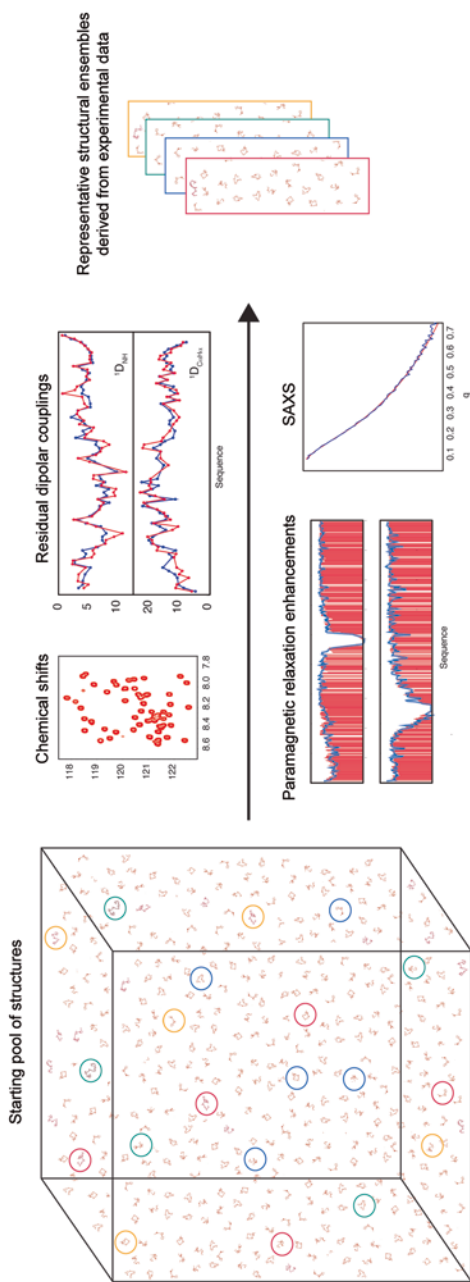 Starting pool of structures
Chemical shifts
118
119
120
121
122
8.6 8.4 8.2 8.0 7.8
Residual dipolar couplings
0
5
10
20
10
0
¹D_NH
¹D_CαHα
Sequence
Paramagnetic relaxation enhancements
Sequence
SAXS
0.1 0.2 0.3 0.4 0.5 0.6 0.7
q
Representative structural ensembles
derived from experimental data